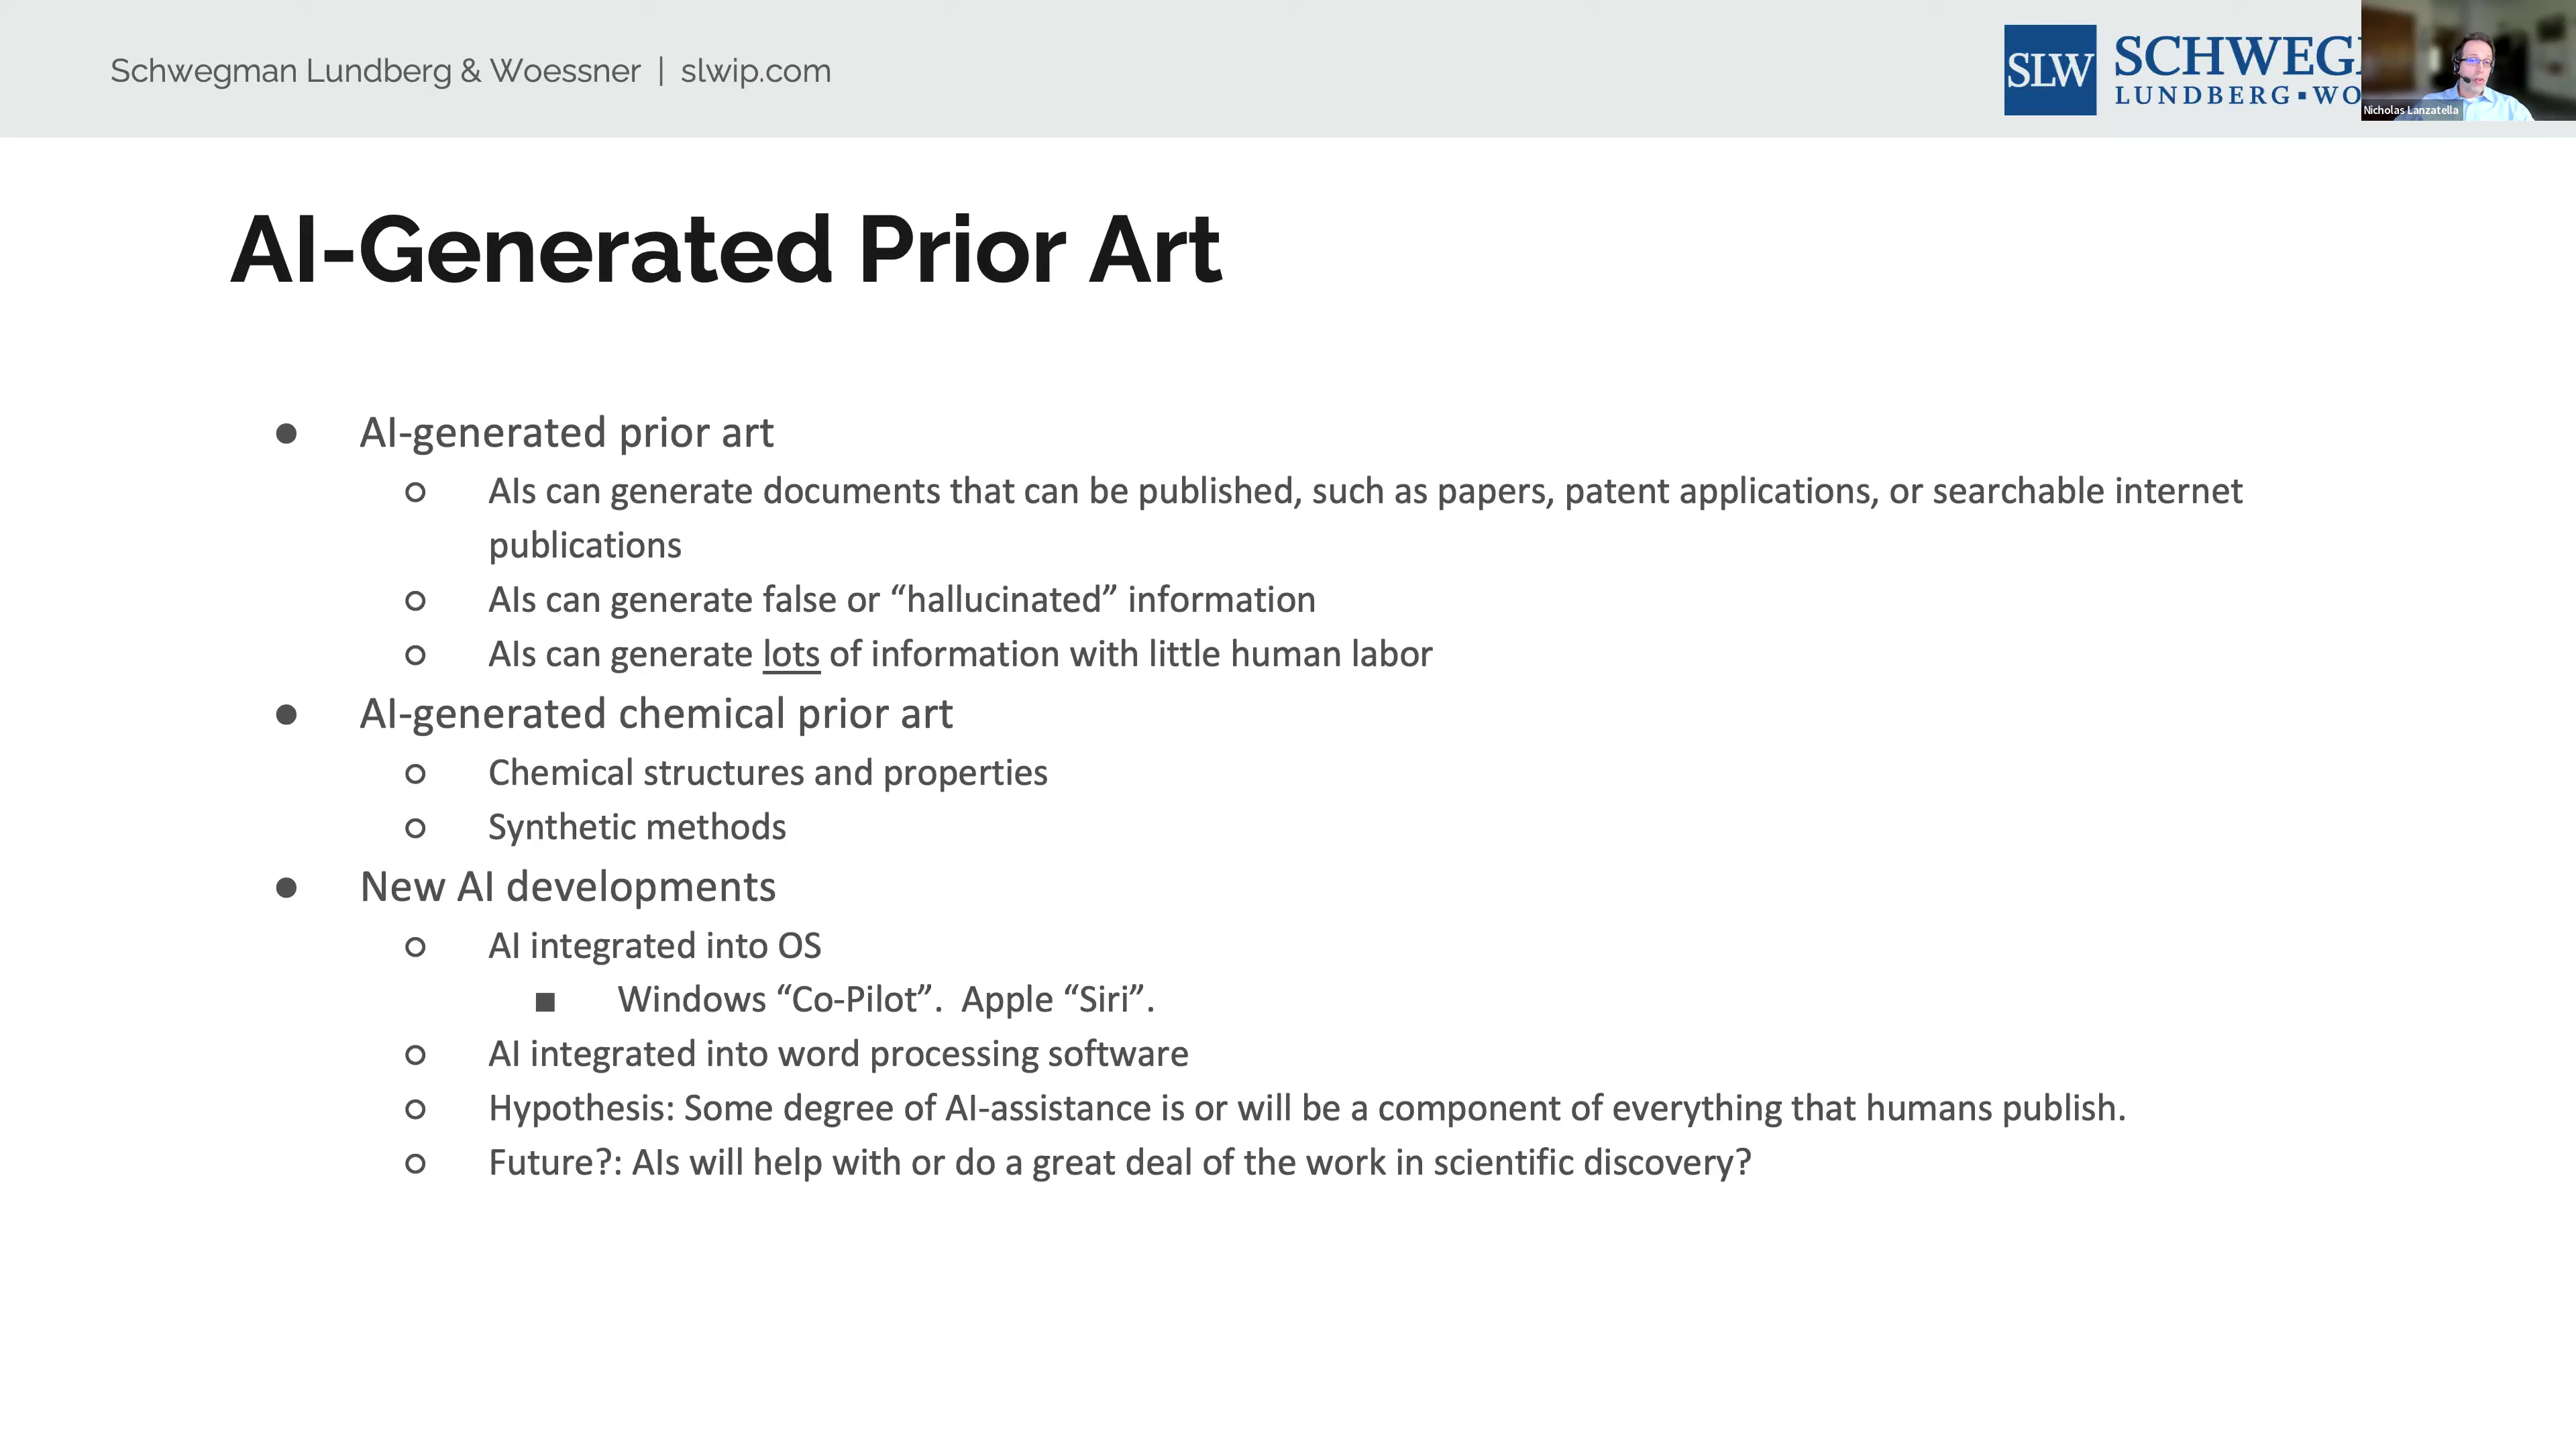 Schwegman Lundberg & Woessner | slwip.com
SLW
LUNDBERG▪
Nicholas Lanzatella
AI-Generated Prior Art
● AI-generated prior art
○ AIs can generate documents that can be published, such as papers, patent applications, or searchable internet
publications
○ AIs can generate false or “hallucinated” information
○ AIs can generate lots of information with little human labor
● AI-generated chemical prior art
○ Chemical structures and properties
○ Synthetic methods
● New AI developments
○ AI integrated into OS
■ Windows “Co-Pilot”.  Apple “Siri”.
○ AI integrated into word processing software
○ Hypothesis: Some degree of AI-assistance is or will be a component of everything that humans publish.
○ Future?: AIs will help with or do a great deal of the work in scientific discovery?